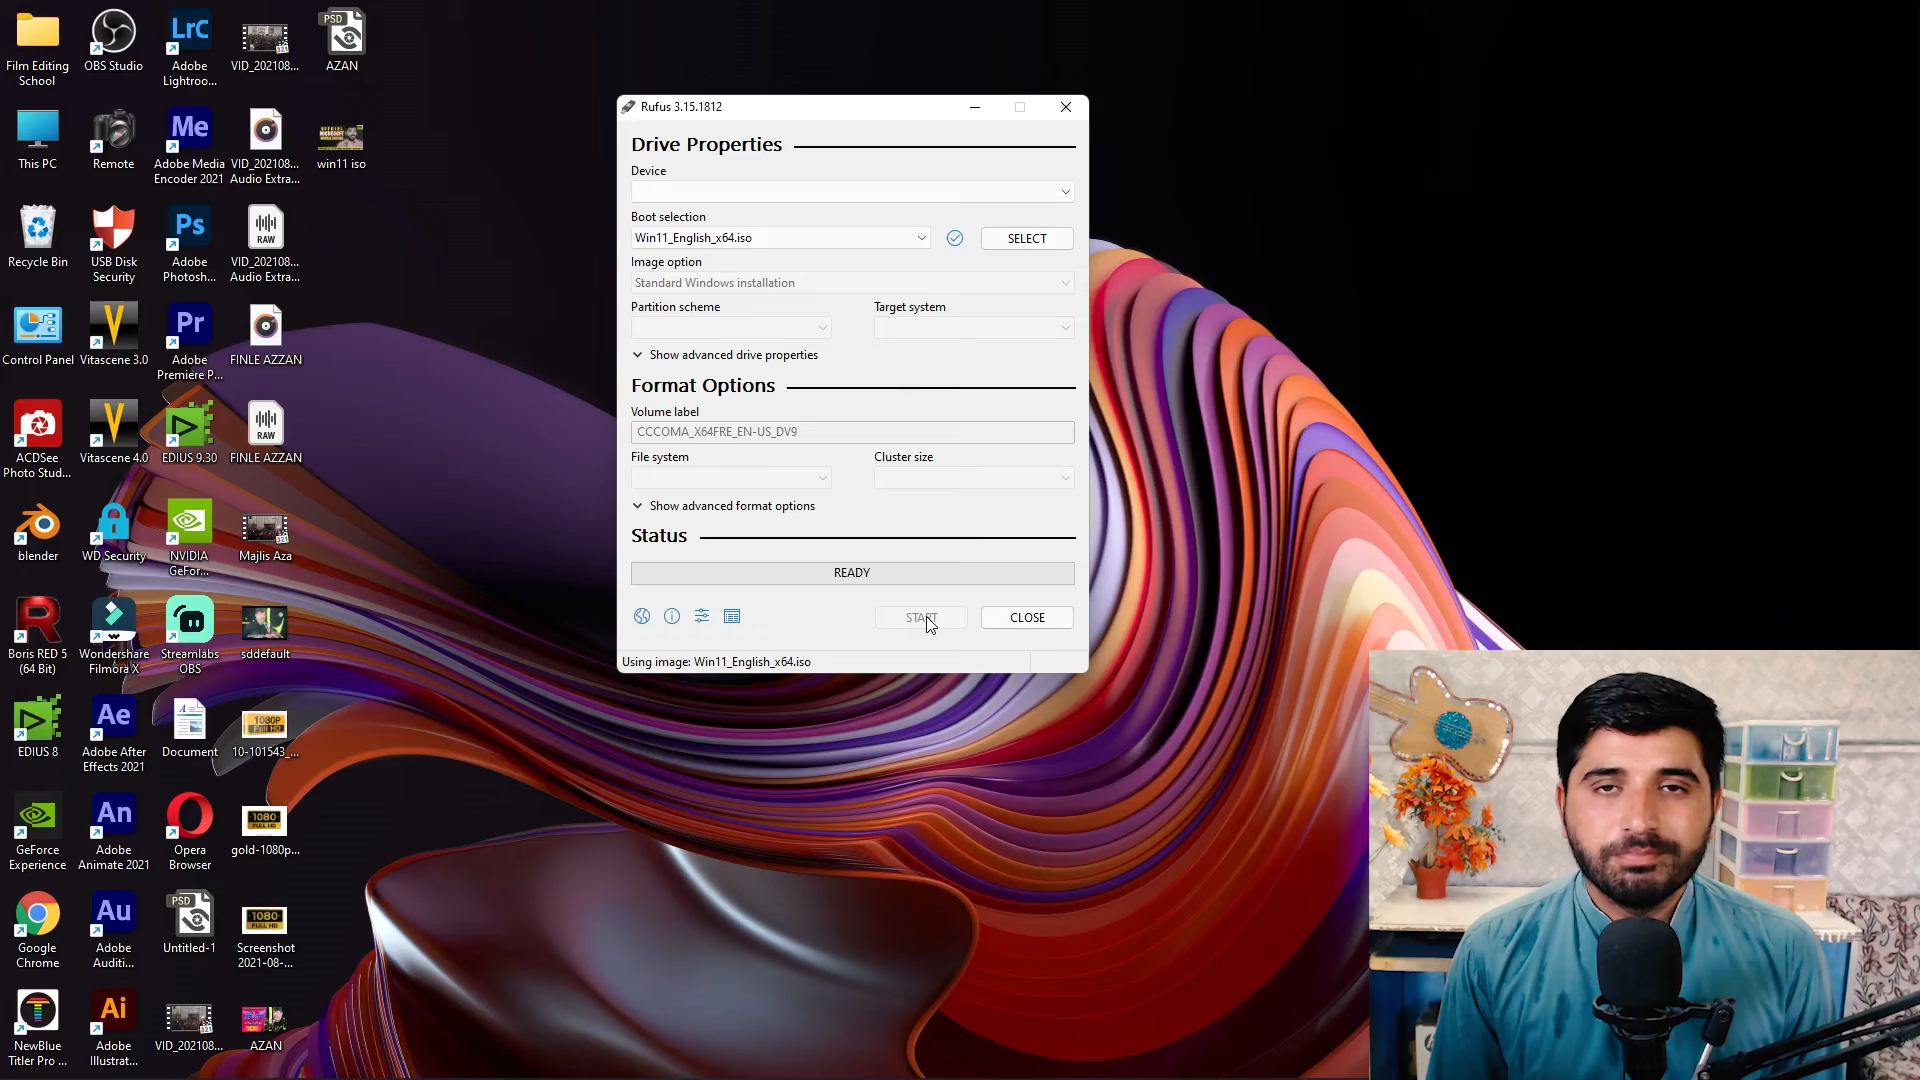 Film Editing
School
OBS Studio
Adobe
Lightroo...
VID_202108...
AZAN
PSD
LrC
This PC
Remote
Me
Adobe Media
Encoder 2021
VID_202108...
Audio Extra...
win11 iso
Recycle Bin
USB Disk
Security
Ps
Adobe
Photosh...
RAW
VID_202108...
Audio Extra...
Control Panel
Vitascene 3.0
Pr
Adobe
Premiere P...
FINLE AZZAN
ACDSee
Photo Stud...
Vitascene 4.0
EDIUS 9.30
RAW
FINLE AZZAN
blender
WD Security
NVIDIA
GeFor...
Majlis Aza
Boris RED 5
(64 Bit)
Wondershare
Filmora X
Streamlabs
OBS
sddefault
EDIUS 8
Ae
Adobe After
Effects 2021
Document
1080P
10-101543_...
GeForce
Experience
An
Adobe
Animate 2021
Opera
Browser
1080
FULL HD
gold-1080p...
Google
Chrome
Au
Adobe
Auditi...
PSD
Untitled-1
1080
FULL HD
Screenshot
2021-08-...
NewBlue
Titler Pro ...
Ai
Adobe
Illustrat...
VID_202108...
AZAN
Rufus 3.15.1812
Drive Properties
Device
Boot selection
Win11_English_x64.iso
SELECT
Image option
Standard Windows installation
Partition scheme
Target system
Show advanced drive properties
Format Options
Volume label
CCCOMA_X64FRE_EN-US_DV9
File system
Cluster size
Show advanced format options
Status
READY
START
CLOSE
Using image: Win11_English_x64.iso